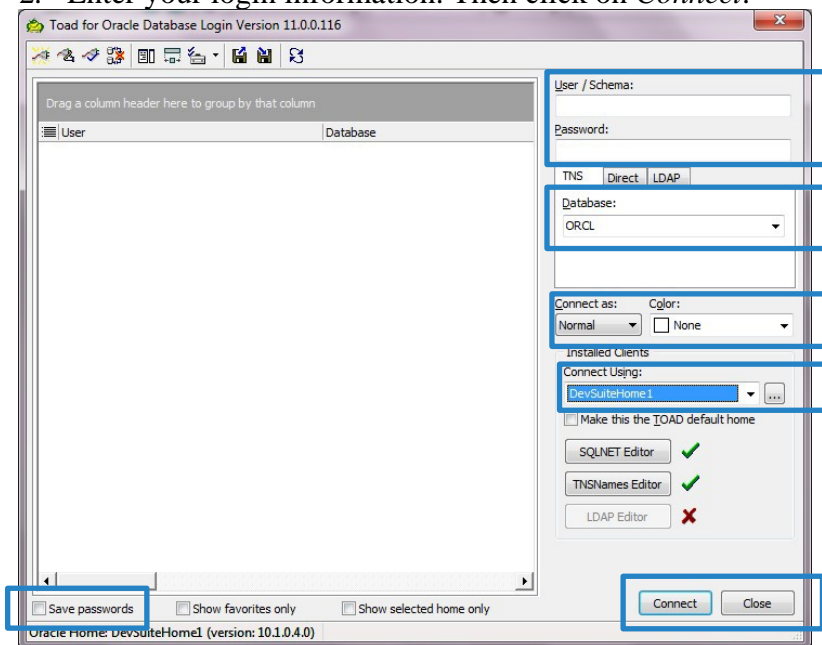 2. Enter your login information. Then click on Connect.
Toad for Oracle Database Login Version 11.0.0.116
Drag a column header here to group by that column
User Database
User / Schema:
Password:
TNS Direct LDAP
Database:
ORCL
Connect as: Color:
Normal None
Installed Clients
Connect Using:
DevSuiteHome1 ...
Make this the TOAD default home
SQLNET Editor
TNSNames Editor
LDAP Editor
Save passwords Show favorites only Show selected home only
Connect Close
Oracle Home: DevSuiteHome1 (version: 10.1.0.4.0)